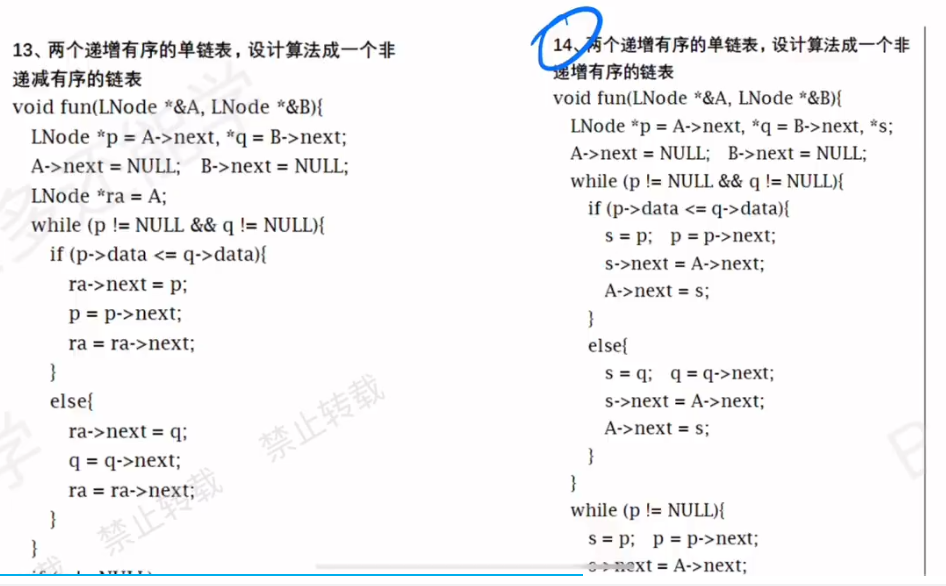 13、两个递增有序的单链表，设计算法成一个非
递减有序的链表
void fun(LNode *&A, LNode *&B){
LNode *p = A->next, *q = B->next;
A->next = NULL; B->next = NULL;
LNode *ra = A;
while (p != NULL && q != NULL){
if (p->data <= q->data){
ra->next = p;
p = p->next;
ra = ra->next;
}
else{
ra->next = q;
q = q->next;
ra = ra->next;
}
}
14、两个递增有序的单链表，设计算法成一个非
递增有序的链表
void fun(LNode *&A, LNode *&B){
LNode *p = A->next, *q = B->next, *s;
A->next = NULL; B->next = NULL;
while (p != NULL && q != NULL){
if (p->data <= q->data){
s = p; p = p->next;
s->next = A->next;
A->next = s;
}
else{
s = q; q = q->next;
s->next = A->next;
A->next = s;
}
}
while (p != NULL){
s = p; p = p->next;
s->next = A->next;
禁止转载
禁止转载